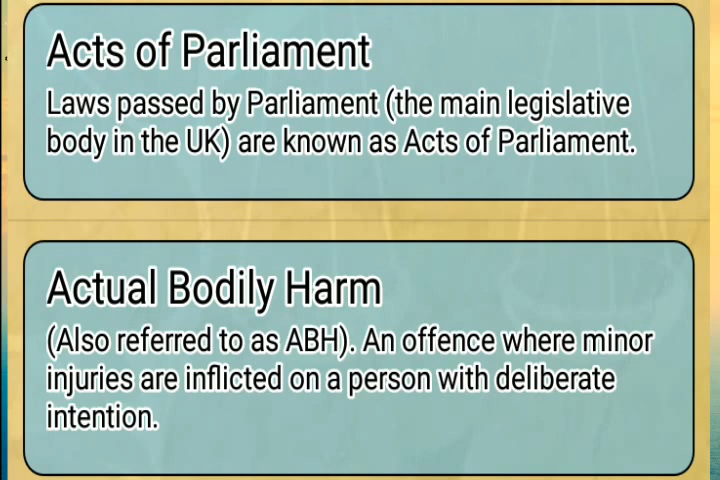 Acts of Parliament
Laws passed by Parliament (the main legislative
body in the UK) are known as Acts of Parliament.
Actual Bodily Harm
(Also referred to as ABH). An offence where minor
injuries are inflicted on a person with deliberate
intention.